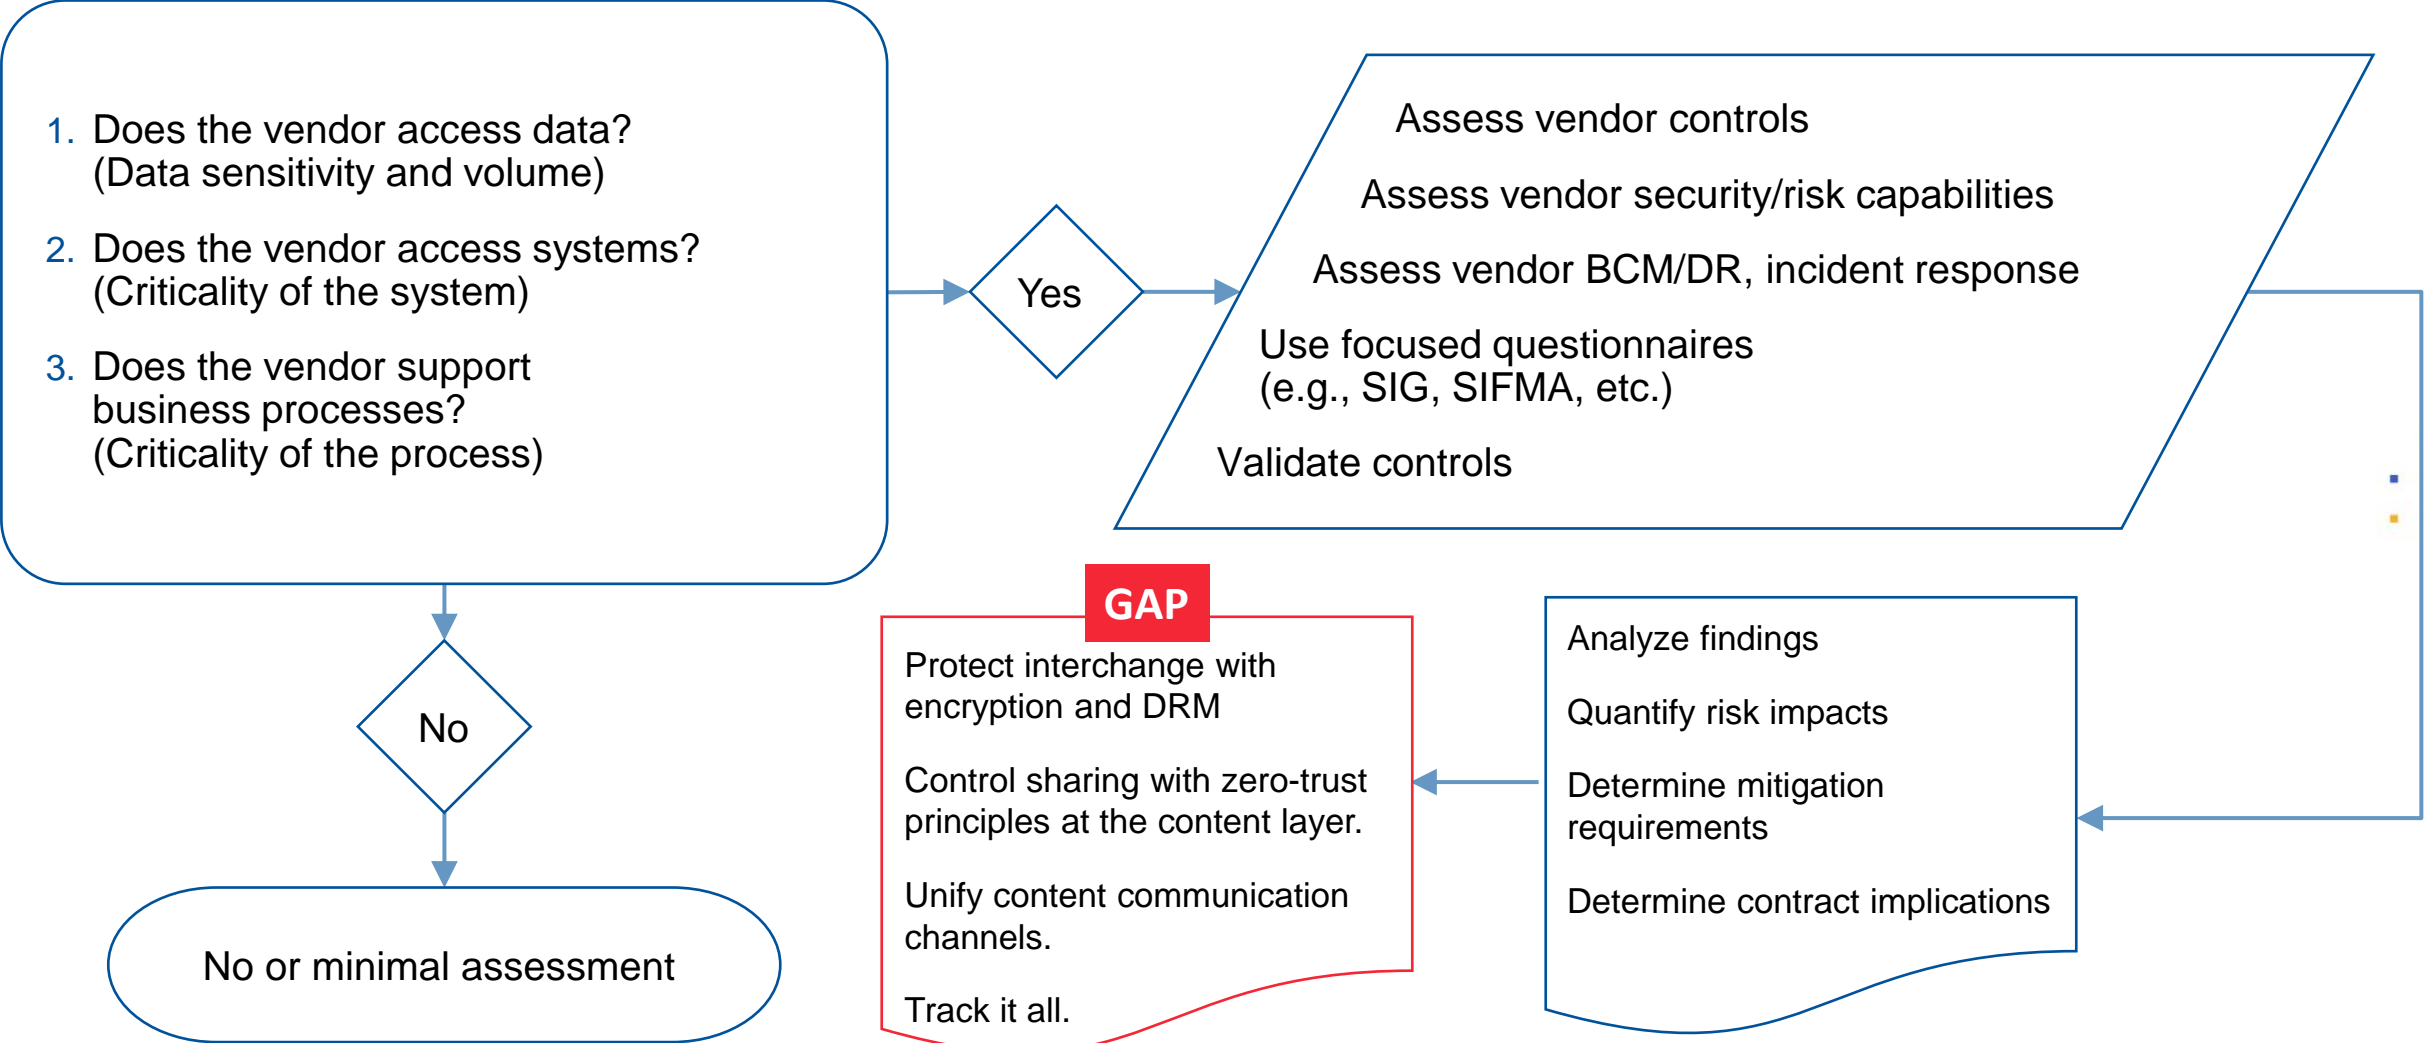 1. Does the vendor access data?
(Data sensitivity and volume)
2. Does the vendor access systems?
(Criticality of the system)
3. Does the vendor support
business processes?
(Criticality of the process)
Yes
Assess vendor controls
Assess vendor security/risk capabilities
Assess vendor BCM/DR, incident response
Use focused questionnaires
(e.g., SIG, SIFMA, etc.)
Validate controls
No
No or minimal assessment
GAP
Protect interchange with
encryption and DRM
Control sharing with zero-trust
principles at the content layer.
Unify content communication
channels.
Track it all.
Analyze findings
Quantify risk impacts
Determine mitigation
requirements
Determine contract implications